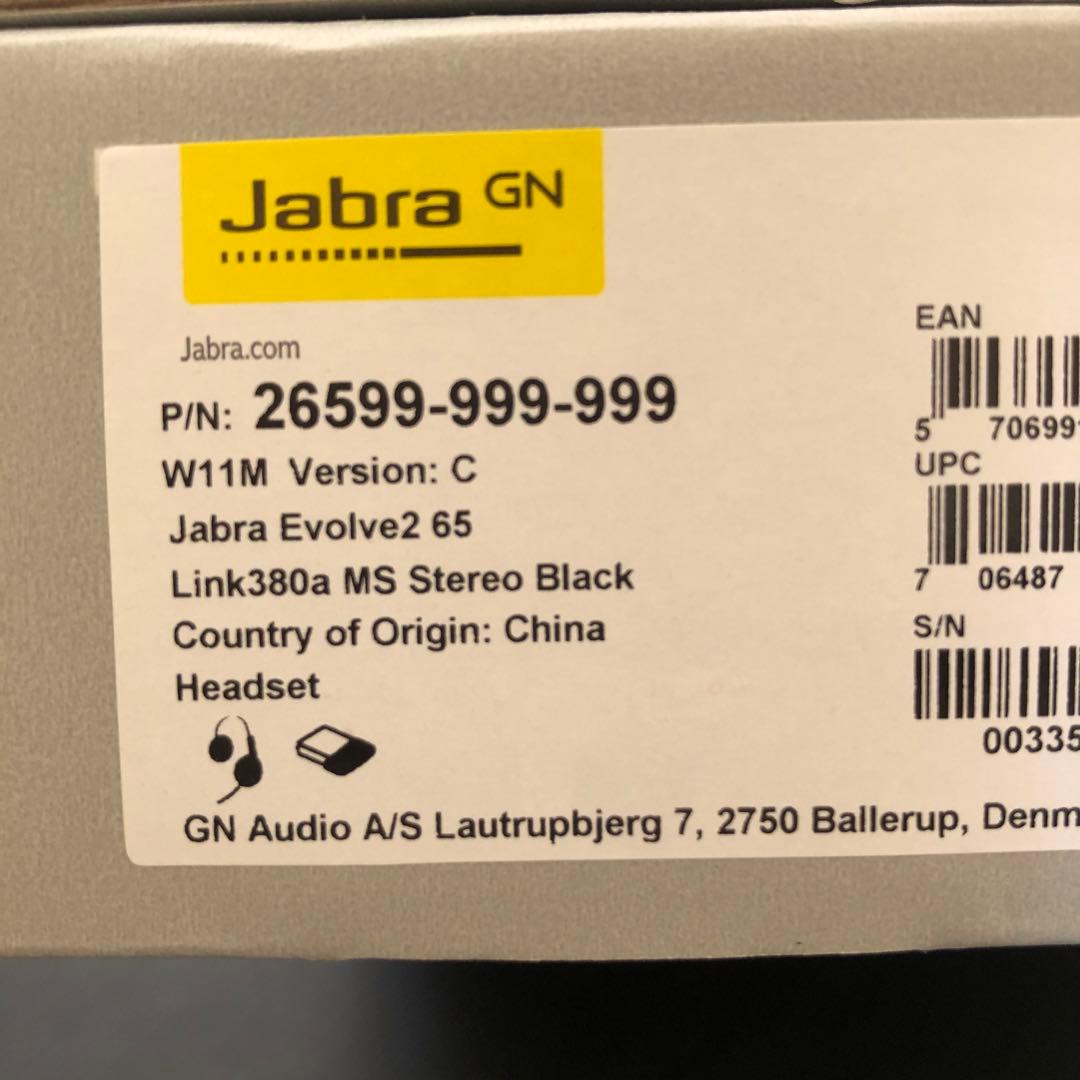 Jabra GN
Jabra.com
P/N: 26599-999-999
W11M Version: C
Jabra Evolve2 65
Link380a MS Stereo Black
Country of Origin: China
Headset
GN Audio A/S Lautrupbjerg 7, 2750 Ballerup, Denm
EAN
5 70699
UPC
7 06487
S/N
00335